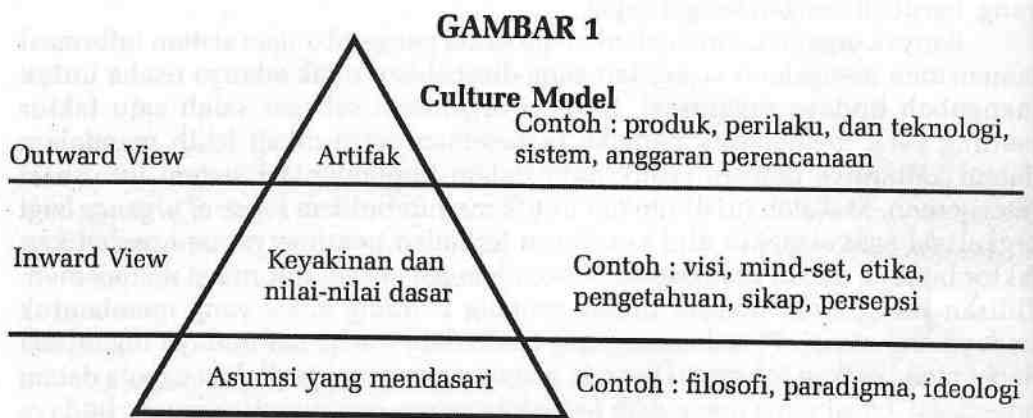 GAMBAR 1
Culture Model
Outward View
Artifak
Contoh : produk, perilaku, dan teknologi,
sistem, anggaran perencanaan
Inward View
Keyakinan dan
nilai-nilai dasar
Contoh : visi, mind-set, etika,
pengetahuan, sikap, persepsi
Asumsi yang mendasari
Contoh : filosofi, paradigma, ideologi